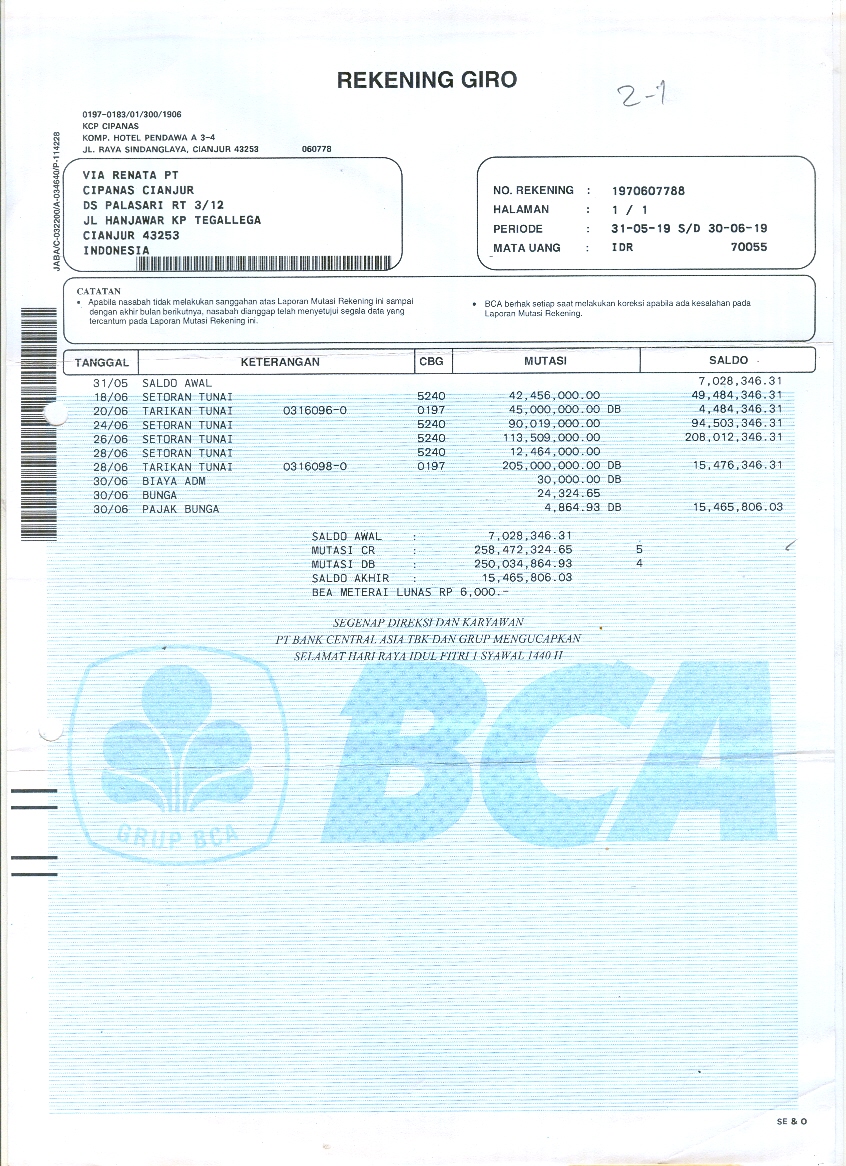 REKENING GIRO
2-1
0197-0183/01/300/1906
KCP CIPANAS
KOMP. HOTEL PENDAWA A 3-4
JL. RAYA SINDANGLAYA, CIANJUR 43253 060778
JABA/C-032200/A-034640/P-114228
VIA RENATA PT
CIPANAS CIANJUR
DS PALASARI RT 3/12
JL HANJAWAR KP TEGALLEGA
CIANJUR 43253
INDONESIA
NO. REKENING : 1970607788
HALAMAN : 1 / 1
PERIODE : 31-05-19 S/D 30-06-19
MATA UANG : IDR 70055
CATATAN
• Apabila nasabah tidak melakukan sanggahan atas Laporan Mutasi Rekening ini sampai
dengan akhir bulan berikutnya, nasabah dianggap telah menyetujui segala data yang
tercantum pada Laporan Mutasi Rekening ini.
• BCA berhak setiap saat melakukan koreksi apabila ada kesalahan pada
Laporan Mutasi Rekening.
TANGGAL KETERANGAN CBG MUTASI SALDO
31/05 SALDO AWAL 7,028,346.31
18/06 SETORAN TUNAI 5240 42,456,000.00 49,484,346.31
20/06 TARIKAN TUNAI 0316096-0 0197 45,000,000.00 DB 4,484,346.31
24/06 SETORAN TUNAI 5240 90,019,000.00 94,503,346.31
26/06 SETORAN TUNAI 5240 113,509,000.00 208,012,346.31
28/06 SETORAN TUNAI 5240 12,464,000.00
28/06 TARIKAN TUNAI 0316098-0 0197 205,000,000.00 DB 15,476,346.31
30/06 BIAYA ADM 30,000.00 DB
30/06 BUNGA 24,324.65
30/06 PAJAK BUNGA 4,864.93 DB 15,465,806.03
SALDO AWAL : 7,028,346.31
MUTASI CR : 258,472,324.65 5
MUTASI DB : 250,034,864.93 4
SALDO AKHIR : 15,465,806.03
BEA METERAI LUNAS RP 6,000.-
SEGENAP DIREKSI DAN KARYAWAN
PT BANK CENTRAL ASIA TBK DAN GRUP MENGUCAPKAN
SELAMAT HARI RAYA IDUL FITRI 1 SYAWAL 1440 H
GRUP BCA
BCA
SE & O